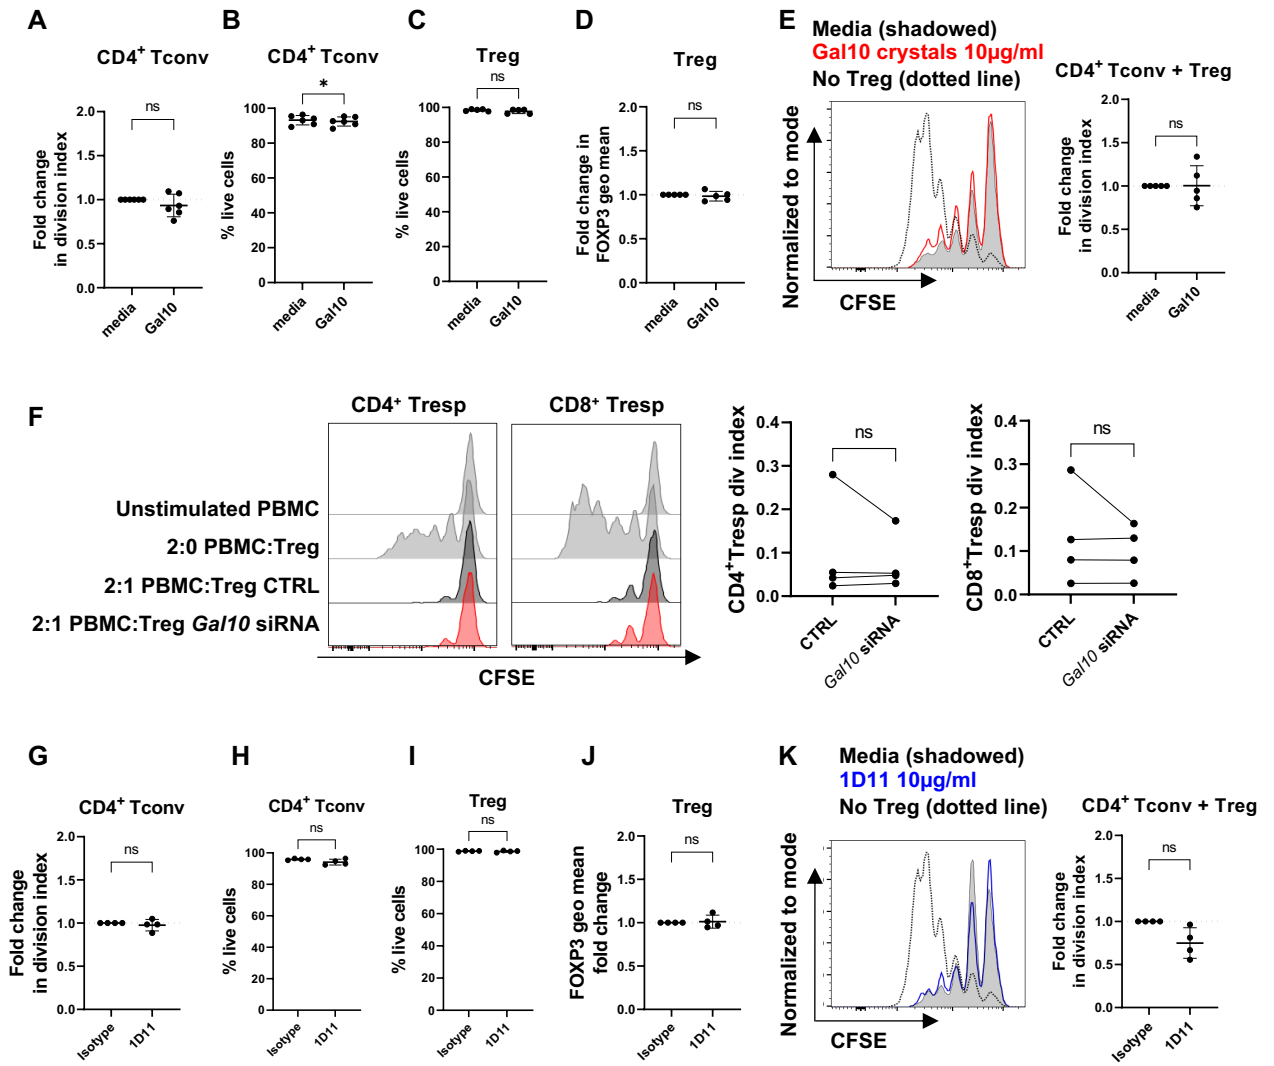 A
CD4⁺ Tconv
ns
Fold change
in division index
2.0
1.5
1.0
0.5
0.0
media
Gal10
B
CD4⁺ Tconv
*
% live cells
100
80
60
40
20
0
media
Gal10
C
Treg
ns
% live cells
100
80
60
40
20
0
media
Gal10
D
Treg
ns
Fold change in
FOXP3 geo mean
2.0
1.5
1.0
0.5
0.0
media
Gal10
E
Media (shadowed)
Gal10 crystals 10µg/ml
No Treg (dotted line)
Normalized to mode
CFSE
CD4⁺ Tconv + Treg
ns
Fold change
in division index
2.0
1.5
1.0
0.5
0.0
media
Gal10
F
CD4⁺ Tresp
CD8⁺ Tresp
Unstimulated PBMC
2:0 PBMC:Treg
2:1 PBMC:Treg CTRL
2:1 PBMC:Treg Gal10 siRNA
CFSE
CD4⁺Tresp div index
0.4
0.3
0.2
0.1
0.0
ns
CTRL
Gal10 siRNA
CD8⁺Tresp div index
0.4
0.3
0.2
0.1
0.0
ns
CTRL
Gal10 siRNA
G
CD4⁺ Tconv
ns
Fold change
in division index
2.0
1.5
1.0
0.5
0.0
Isotype
1D11
H
CD4⁺ Tconv
ns
% live cells
100
80
60
40
20
0
Isotype
1D11
I
Treg
ns
% live cells
100
80
60
40
20
0
Isotype
1D11
J
Treg
ns
FOXP3 geo mean
fold change
2.0
1.5
1.0
0.5
0.0
Isotype
1D11
K
Media (shadowed)
1D11 10µg/ml
No Treg (dotted line)
Normalized to mode
CFSE
CD4⁺ Tconv + Treg
ns
Fold change
in division index
2.0
1.5
1.0
0.5
0.0
Isotype
1D11